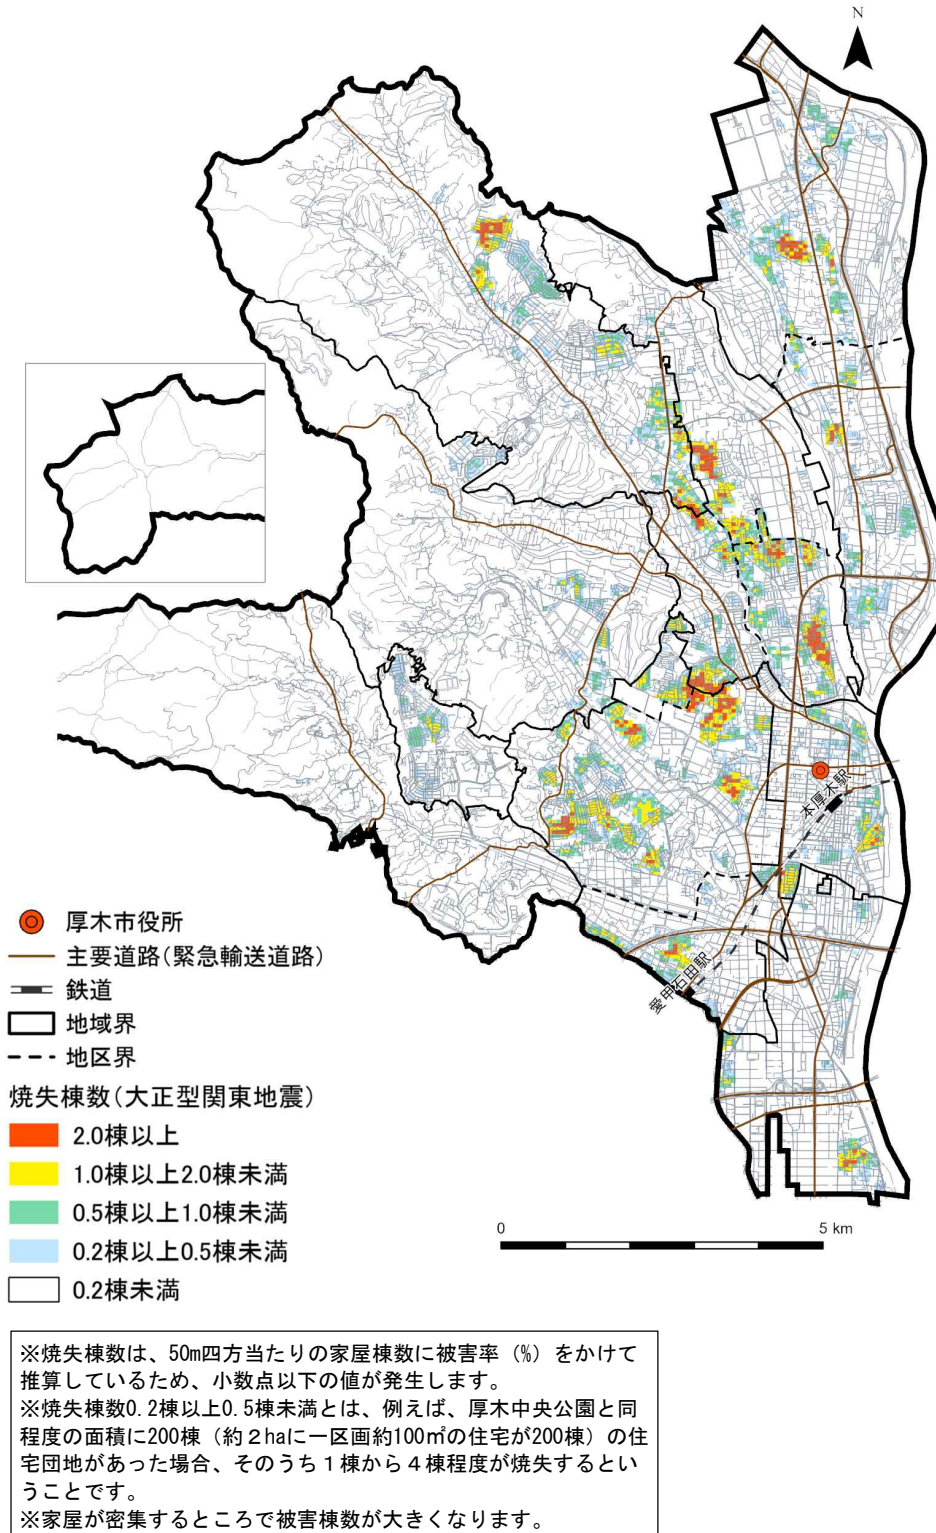 N
本厚木駅
愛甲石田駅
厚木市役所
主要道路(緊急輸送道路)
鉄道
地域界
地区界
焼失棟数(大正型関東地震)
2.0棟以上
1.0棟以上2.0棟未満
0.5棟以上1.0棟未満
0.2棟以上0.5棟未満
0.2棟未満
0 5 km
※焼失棟数は、50m四方当たりの家屋棟数に被害率(%)をかけて
推算しているため、小数点以下の値が発生します。
※焼失棟数0.2棟以上0.5棟未満とは、例えば、厚木中央公園と同
程度の面積に200棟(約2haに一区画約100㎡の住宅が200棟)の住
宅団地があった場合、そのうち1棟から4棟程度が焼失するとい
うことです。
※家屋が密集するところで被害棟数が大きくなります。